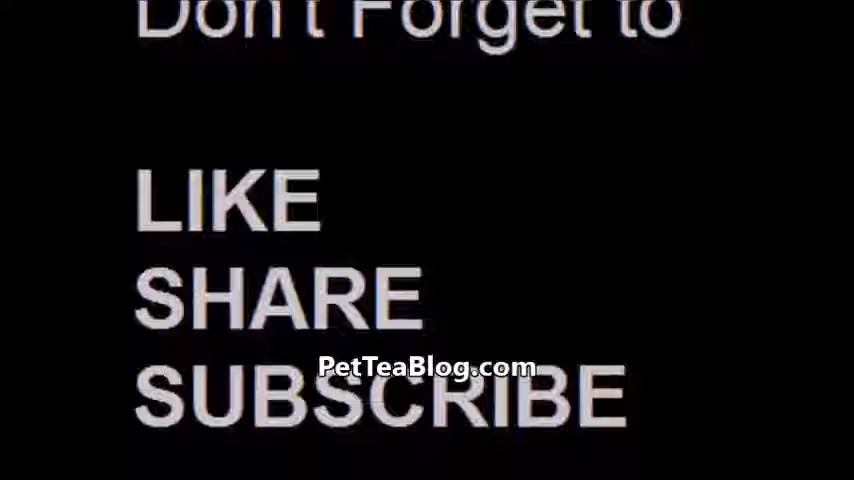 Don't Forget to
LIKE
SHARE
PetTeaBlog.com
SUBSCRIBE